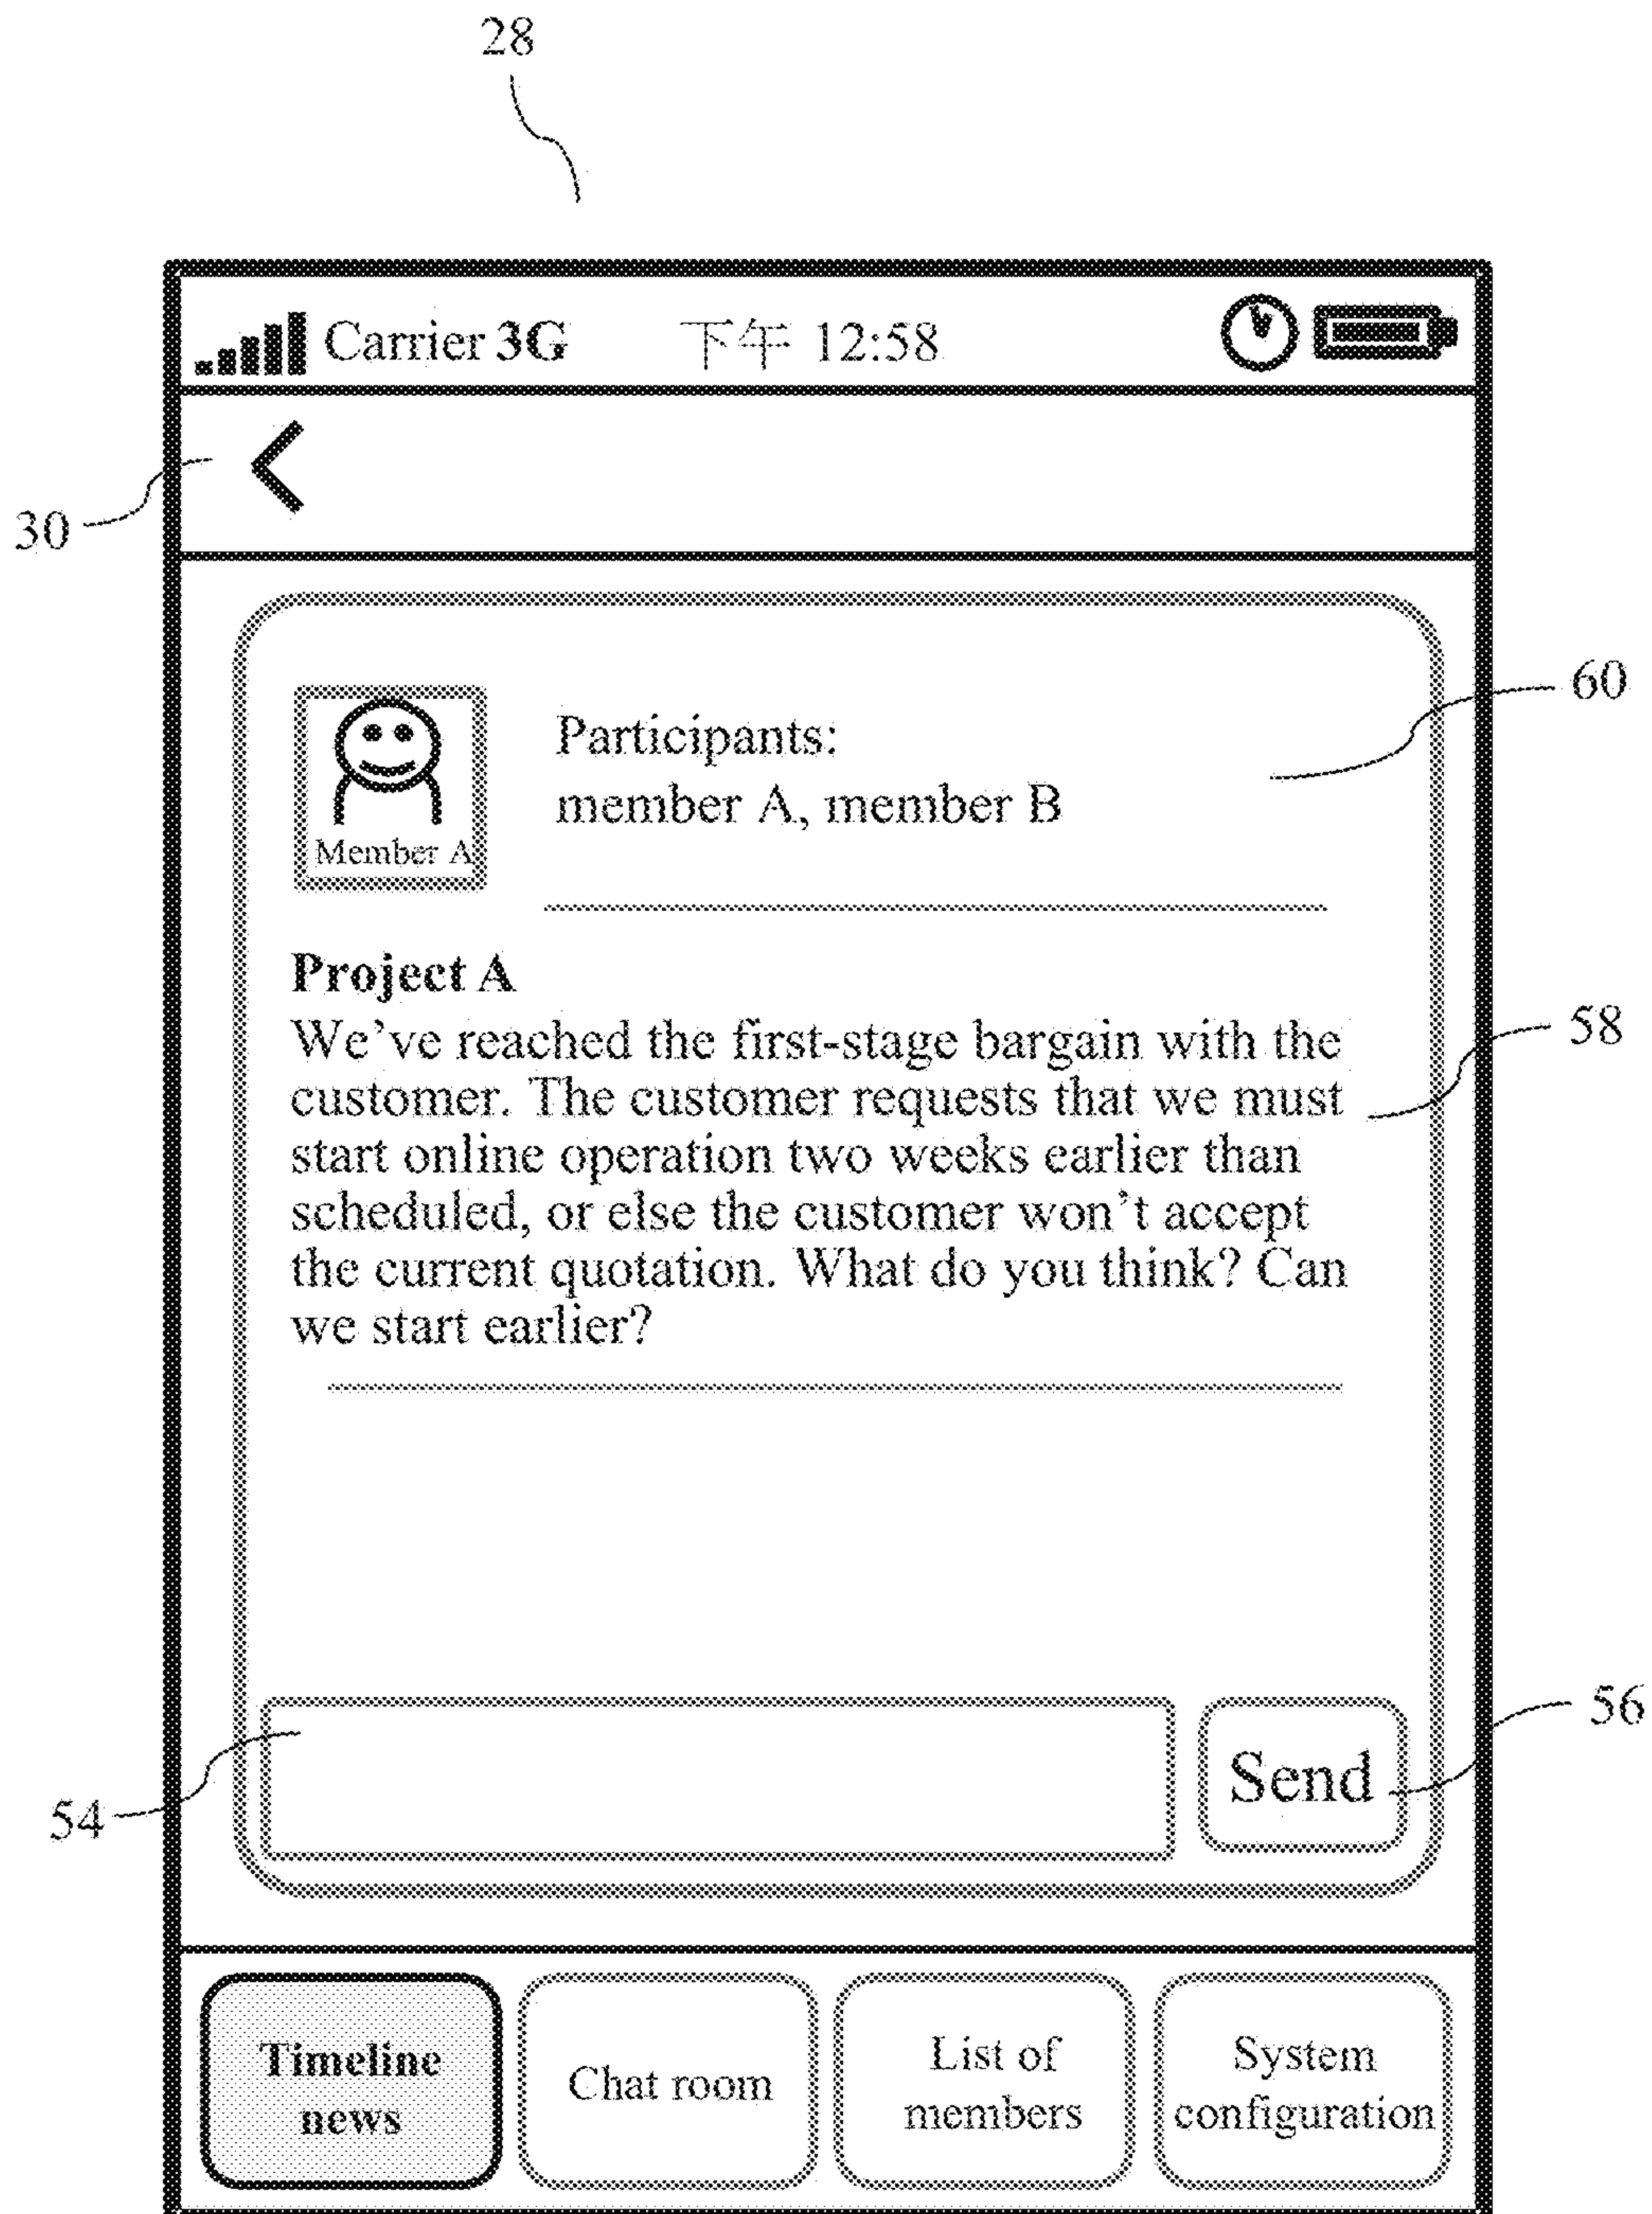 28
Carrier 3G 下午 12:58
30
60
Participants:
member A, member B
Member A
Project A
58
We’ve reached the first-stage bargain with the
customer. The customer requests that we must
start online operation two weeks earlier than
scheduled, or else the customer won’t accept
the current quotation. What do you think? Can
we start earlier?
56
Send
54
Timeline
news
Chat room
List of
members
System
configuration